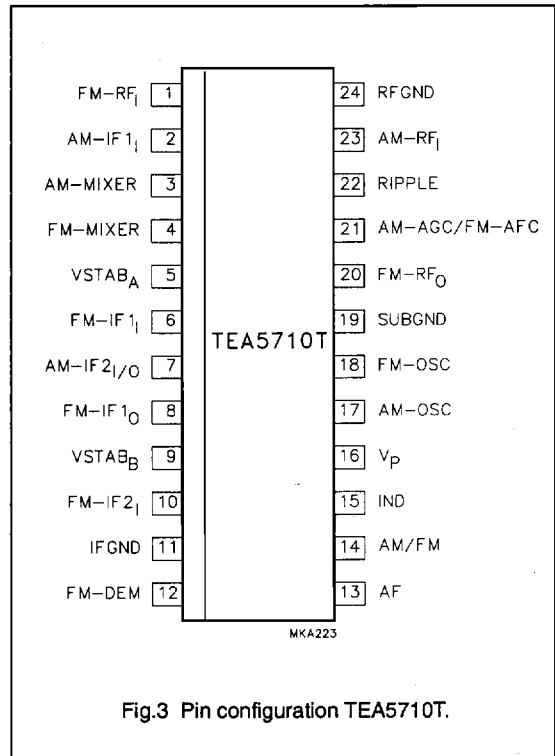 FM-RFI 1 24 RFGND
AM-IF1I 2 23 AM-RFI
AM-MIXER 3 22 RIPPLE
FM-MIXER 4 21 AM-AGC/FM-AFC
VSTABA 5 20 FM-RFO
FM-IF1I 6 19 SUBGND
TEA5710T
AM-IF2I/O 7 18 FM-OSC
FM-IF1O 8 17 AM-OSC
VSTABB 9 16 VP
FM-IF2I 10 15 IND
IFGND 11 14 AM/FM
FM-DEM 12 13 AF
MKA223
Fig.3 Pin configuration TEA5710T.